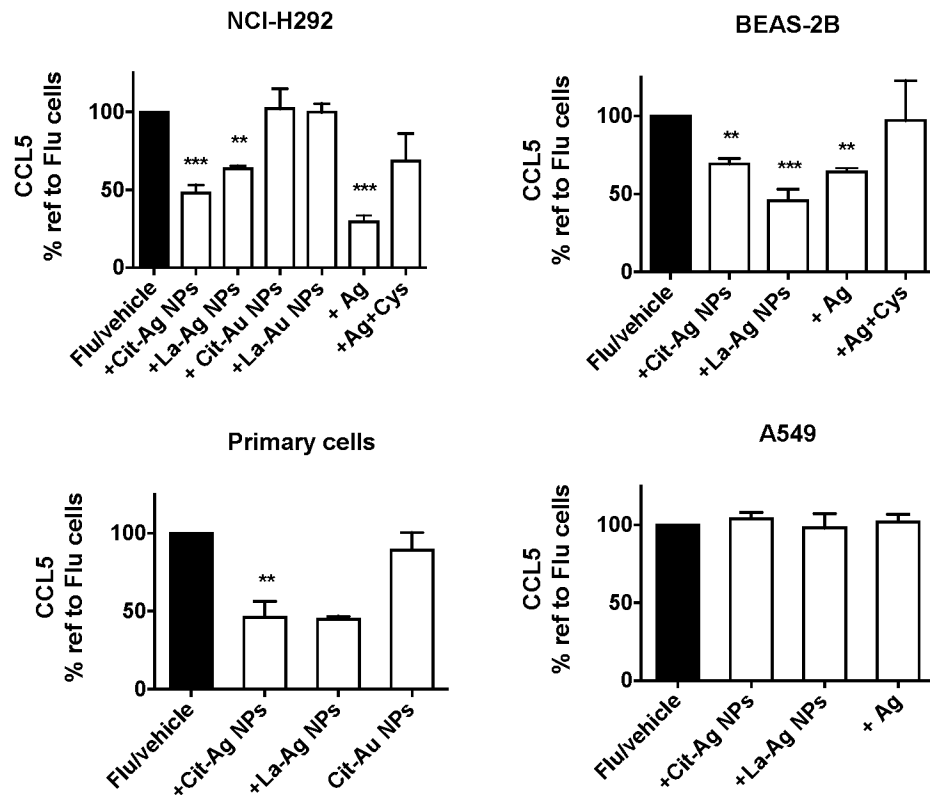 NCI-H292
CCL5
% ref to Flu cells
100
50
0
***
**
***
Flu/vehicle
+Cit-Ag NPs
+La-Ag NPs
+ Cit-Au NPs
+La-Au NPs
+ Ag
+Ag+Cys
BEAS-2B
CCL5
% ref to Flu cells
100
50
0
**
***
**
Flu/vehicle
+Cit-Ag NPs
+La-Ag NPs
+ Ag
+Ag+Cys
Primary cells
CCL5
% ref to Flu cells
100
50
0
**
Flu/vehicle
+Cit-Ag NPs
+La-Ag NPs
Cit-Au NPs
A549
CCL5
% ref to Flu cells
100
50
0
Flu/vehicle
+Cit-Ag NPs
+La-Ag NPs
+ Ag